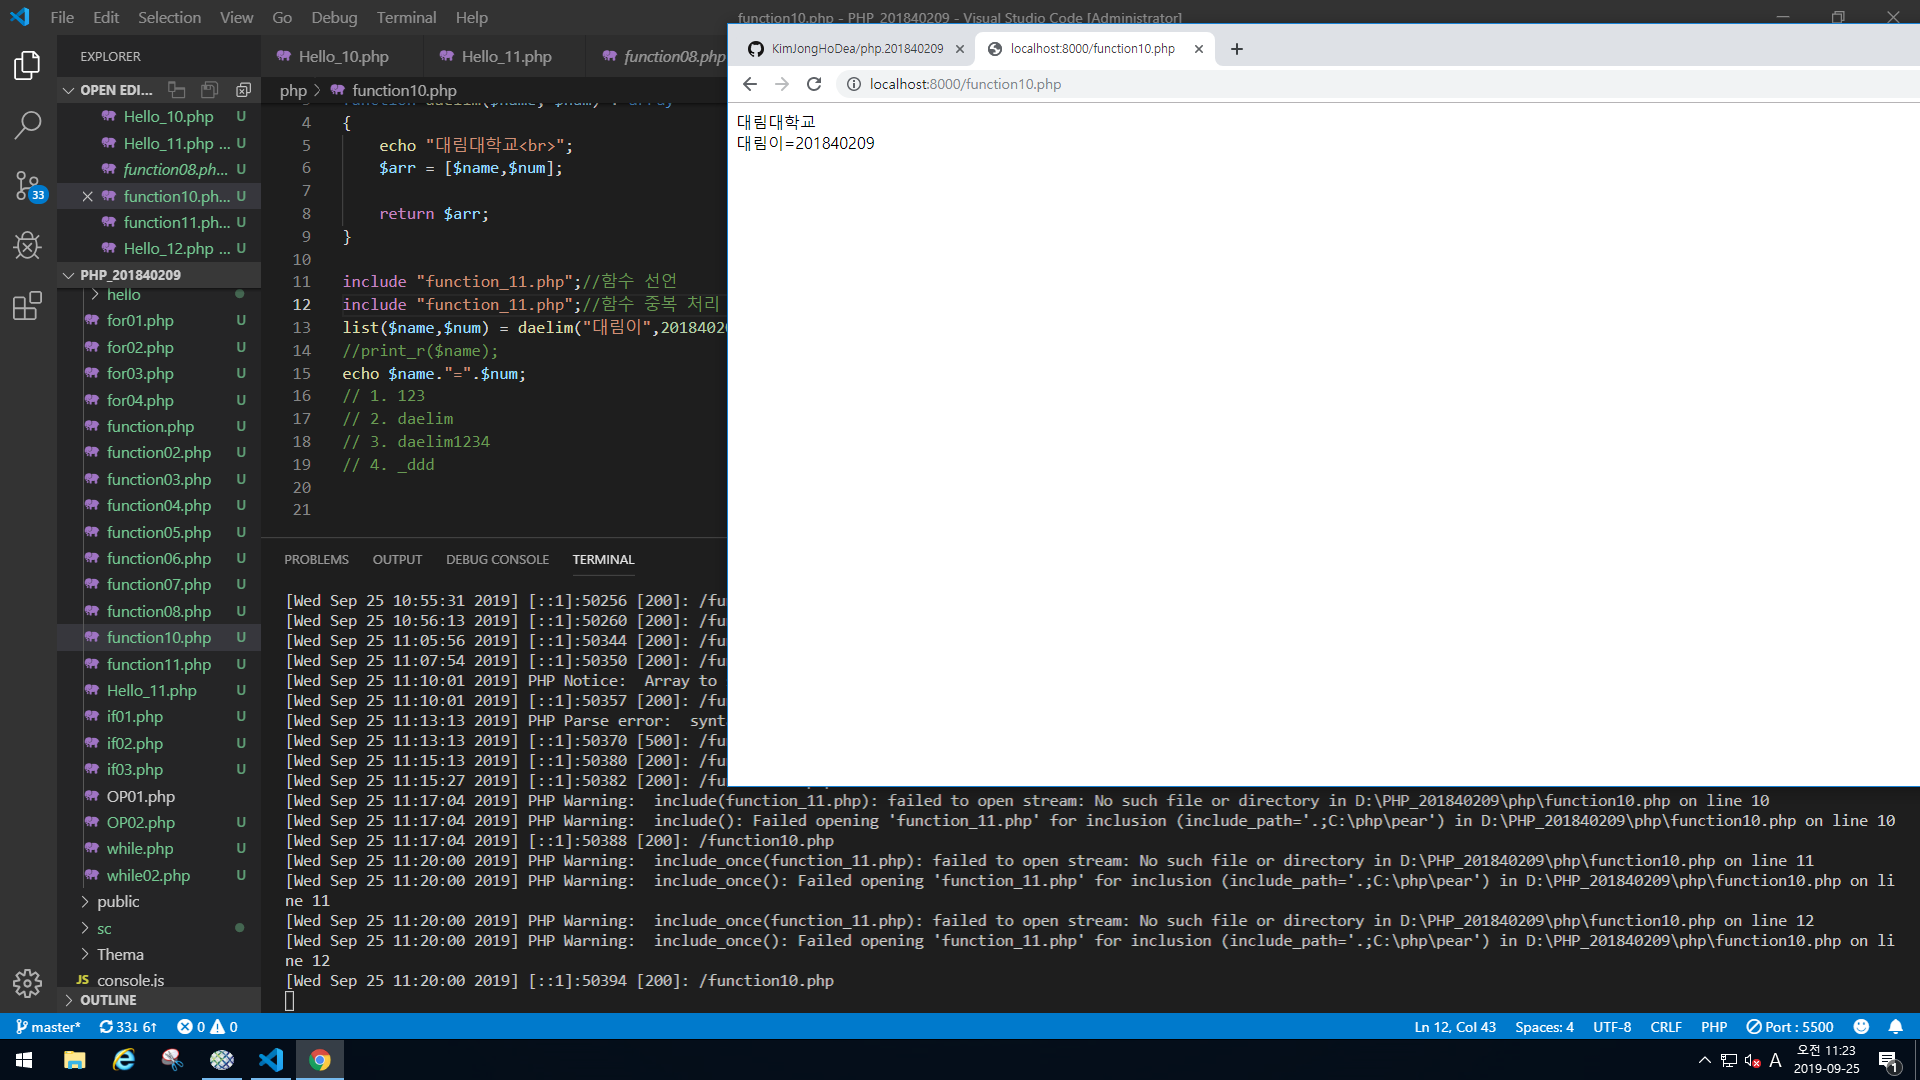 File Edit Selection View Go Debug Terminal Help
function10.php - PHP_201840209 - Visual Studio Code [Administrator]
EXPLORER
OPEN EDI...
Hello_10.php U
Hello_11.php ... U
function08.ph... U
function10.ph... U
function11.ph... U
Hello_12.php ... U
PHP_201840209
hello
for01.php U
for02.php U
for03.php U
for04.php U
function.php U
function02.php U
function03.php U
function04.php U
function05.php U
function06.php U
function07.php U
function08.php U
function10.php U
function11.php U
Hello_11.php U
if01.php U
if02.php U
if03.php U
OP01.php
OP02.php U
while.php U
while02.php U
public
sc
Thema
JS console.js
OUTLINE
33
Hello_10.php
Hello_11.php
function08.php
php > function10.php
4 {
5 echo "대림대학교<br>";
6 $arr = [$name,$num];
7
8 return $arr;
9 }
10
11 include "function_11.php";//함수 선언
12 include "function_11.php";//함수 중복 처리
13 list($name,$num) = daelim("대림이",20184020
14 //print_r($name);
15 echo $name."=".$num;
16 // 1. 123
17 // 2. daelim
18 // 3. daelim1234
19 // 4. _ddd
20
21
KimJongHoDea/php.201840209
localhost:8000/function10.php
localhost:8000/function10.php
대림대학교
대림이=201840209
PROBLEMS OUTPUT DEBUG CONSOLE TERMINAL
[Wed Sep 25 10:55:31 2019] [::1]:50256 [200]: /fu
[Wed Sep 25 10:56:13 2019] [::1]:50260 [200]: /fu
[Wed Sep 25 11:05:56 2019] [::1]:50344 [200]: /fu
[Wed Sep 25 11:07:54 2019] [::1]:50350 [200]: /fu
[Wed Sep 25 11:10:01 2019] PHP Notice:  Array to
[Wed Sep 25 11:10:01 2019] [::1]:50357 [200]: /fu
[Wed Sep 25 11:13:13 2019] PHP Parse error:  synt
[Wed Sep 25 11:13:13 2019] [::1]:50370 [500]: /fu
[Wed Sep 25 11:15:13 2019] [::1]:50380 [200]: /fu
[Wed Sep 25 11:15:27 2019] [::1]:50382 [200]: /fu
[Wed Sep 25 11:17:04 2019] PHP Warning:  include(function_11.php): failed to open stream: No such file or directory in D:\PHP_201840209\php\function10.php on line 10
[Wed Sep 25 11:17:04 2019] PHP Warning:  include(): Failed opening 'function_11.php' for inclusion (include_path='.;C:\php\pear') in D:\PHP_201840209\php\function10.php on line 10
[Wed Sep 25 11:17:04 2019] [::1]:50388 [200]: /function10.php
[Wed Sep 25 11:20:00 2019] PHP Warning:  include_once(function_11.php): failed to open stream: No such file or directory in D:\PHP_201840209\php\function10.php on line 11
[Wed Sep 25 11:20:00 2019] PHP Warning:  include_once(): Failed opening 'function_11.php' for inclusion (include_path='.;C:\php\pear') in D:\PHP_201840209\php\function10.php on li
ne 11
[Wed Sep 25 11:20:00 2019] PHP Warning:  include_once(function_11.php): failed to open stream: No such file or directory in D:\PHP_201840209\php\function10.php on line 12
[Wed Sep 25 11:20:00 2019] PHP Warning:  include_once(): Failed opening 'function_11.php' for inclusion (include_path='.;C:\php\pear') in D:\PHP_201840209\php\function10.php on li
ne 12
[Wed Sep 25 11:20:00 2019] [::1]:50394 [200]: /function10.php
master* 33↓ 6↑ 0 0
Ln 12, Col 43 Spaces: 4 UTF-8 CRLF PHP Port : 5500
A 오전 11:23
2019-09-25
1